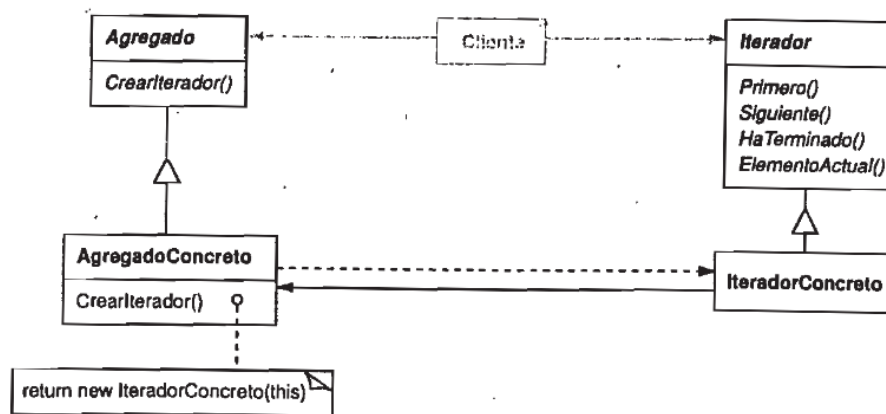 Agregado
CrearIterador()
Cliente
Iterador
Primero()
Siguiente()
HaTerminado()
ElementoActual()
AgregadoConcreto
CrearIterador()
IteradorConcreto
return new IteradorConcreto(this)